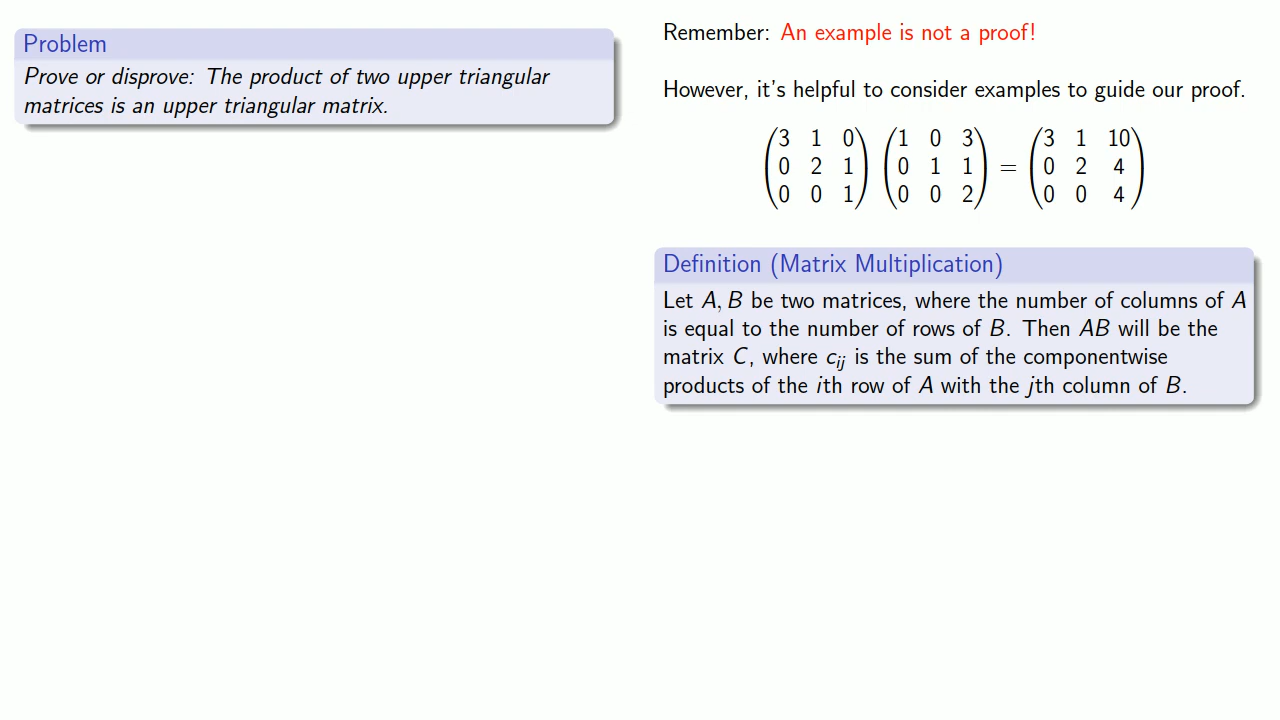 Problem
Prove or disprove: The product of two upper triangular
matrices is an upper triangular matrix.
Remember: An example is not a proof!
However, it's helpful to consider examples to guide our proof.
(3 1 0) (1 0 3) (3 1 10)
(0 2 1) (0 1 1) = (0 2 4)
(0 0 1) (0 0 2) (0 0 4)
Definition (Matrix Multiplication)
Let A, B be two matrices, where the number of columns of A
is equal to the number of rows of B. Then AB will be the
matrix C, where c_ij is the sum of the componentwise
products of the ith row of A with the jth column of B.